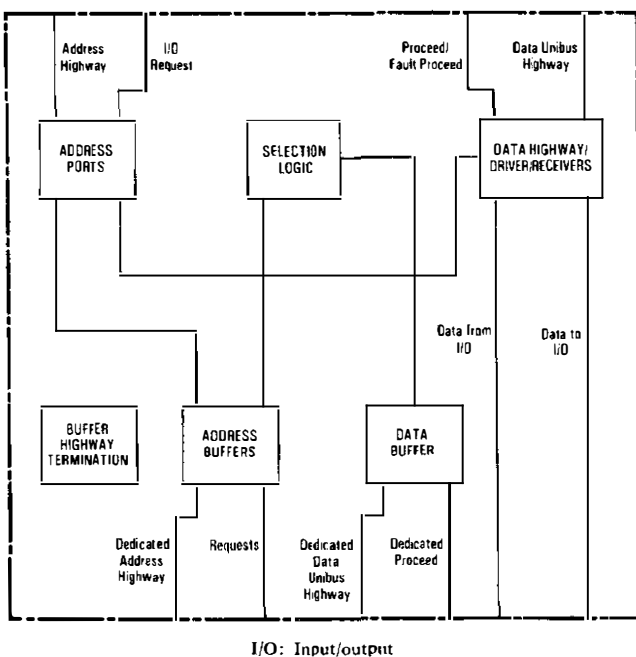 Address
Highway
I/O
Request
Proceed/
Fault Proceed
Data Unibus
Highway
ADDRESS
PORTS
SELECTION
LOGIC
DATA HIGHWAY/
DRIVER/RECEIVERS
Data from
I/O
Data to
I/O
BUFFER
HIGHWAY
TERMINATION
ADDRESS
BUFFERS
DATA
BUFFER
Dedicated
Address
Highway
Requests
Dedicated
Data
Unibus
Highway
Dedicated
Proceed
I/O: Input/output